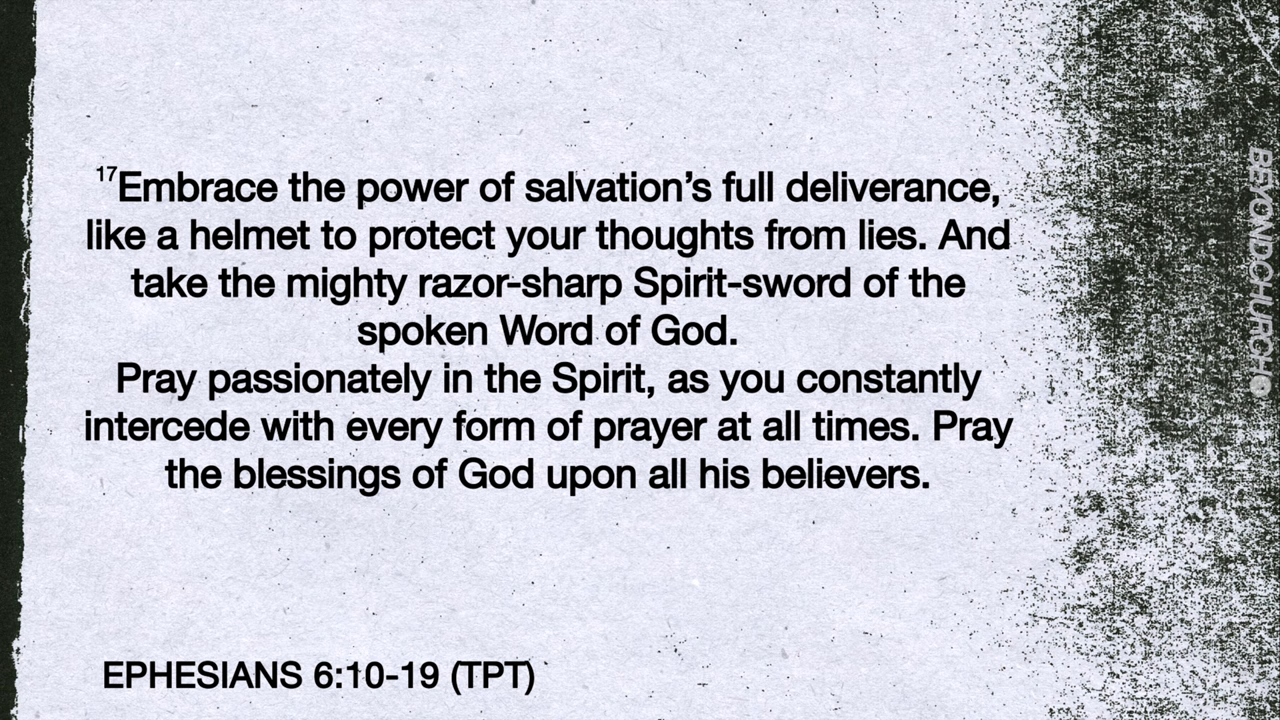 17Embrace the power of salvation’s full deliverance,
like a helmet to protect your thoughts from lies. And
take the mighty razor-sharp Spirit-sword of the
spoken Word of God.
Pray passionately in the Spirit, as you constantly
intercede with every form of prayer at all times. Pray
the blessings of God upon all his believers.
EPHESIANS 6:10-19 (TPT)
BEYONDCHURCH